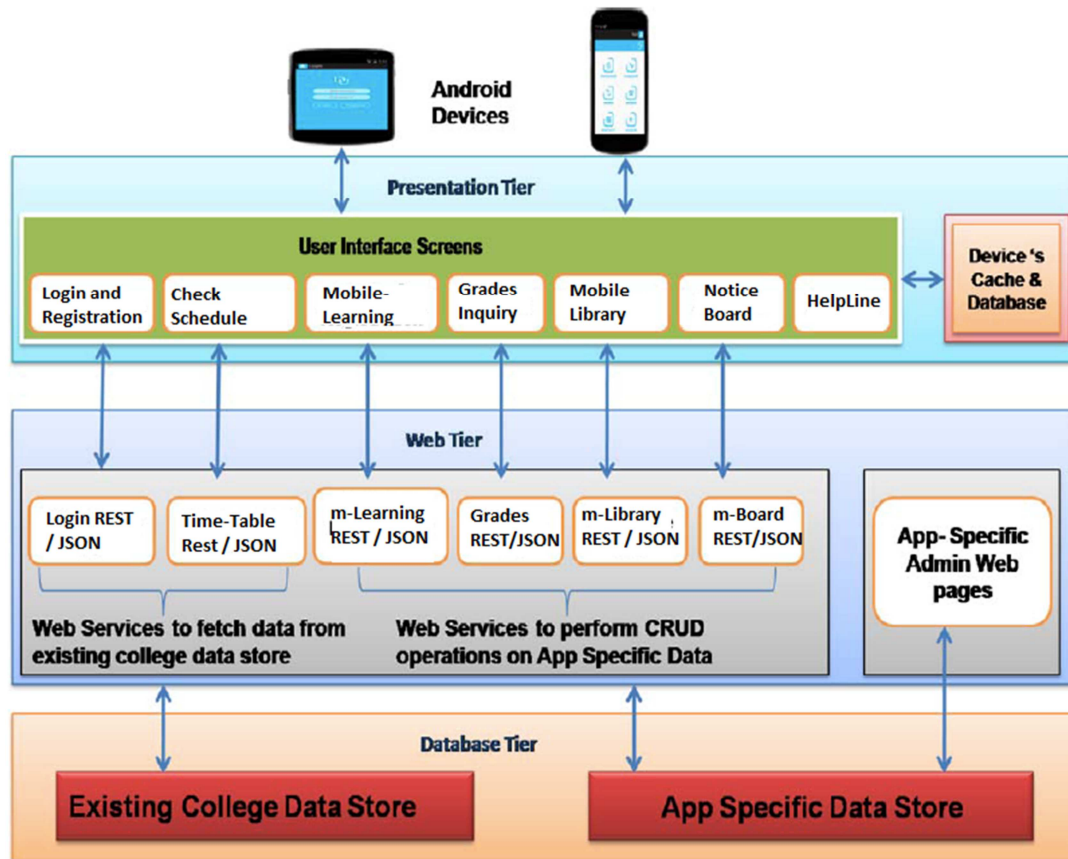 Android
Devices
Presentation Tier
User Interface Screens
Login and
Registration
Check
Schedule
Mobile-
Learning
Grades
Inquiry
Mobile
Library
Notice
Board
HelpLine
Device 's
Cache &
Database
Web Tier
Login REST
/ JSON
Time-Table
Rest / JSON
m-Learning
REST / JSON
Grades
REST/JSON
m-Library
REST / JSON
m-Board
REST/JSON
App- Specific
Admin Web
pages
Web Services to fetch data from
existing college data store
Web Services to perform CRUD
operations on App Specific Data
Database Tier
Existing College Data Store
App Specific Data Store